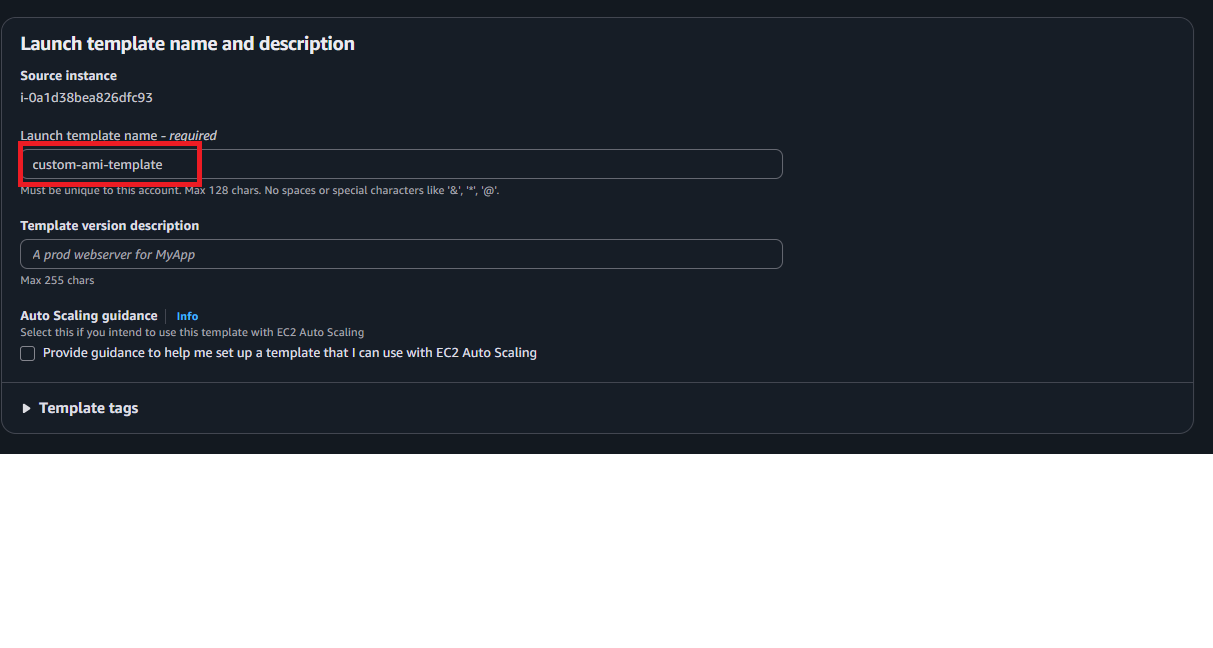 Launch template name and description
Source instance
i-0a1d38bea826dfc93
Launch template name - required
custom-ami-template
Must be unique to this account. Max 128 chars. No spaces or special characters like '&', '*', '@'.
Template version description
A prod webserver for MyApp
Max 255 chars
Auto Scaling guidance | Info
Select this if you intend to use this template with EC2 Auto Scaling
Provide guidance to help me set up a template that I can use with EC2 Auto Scaling
Template tags